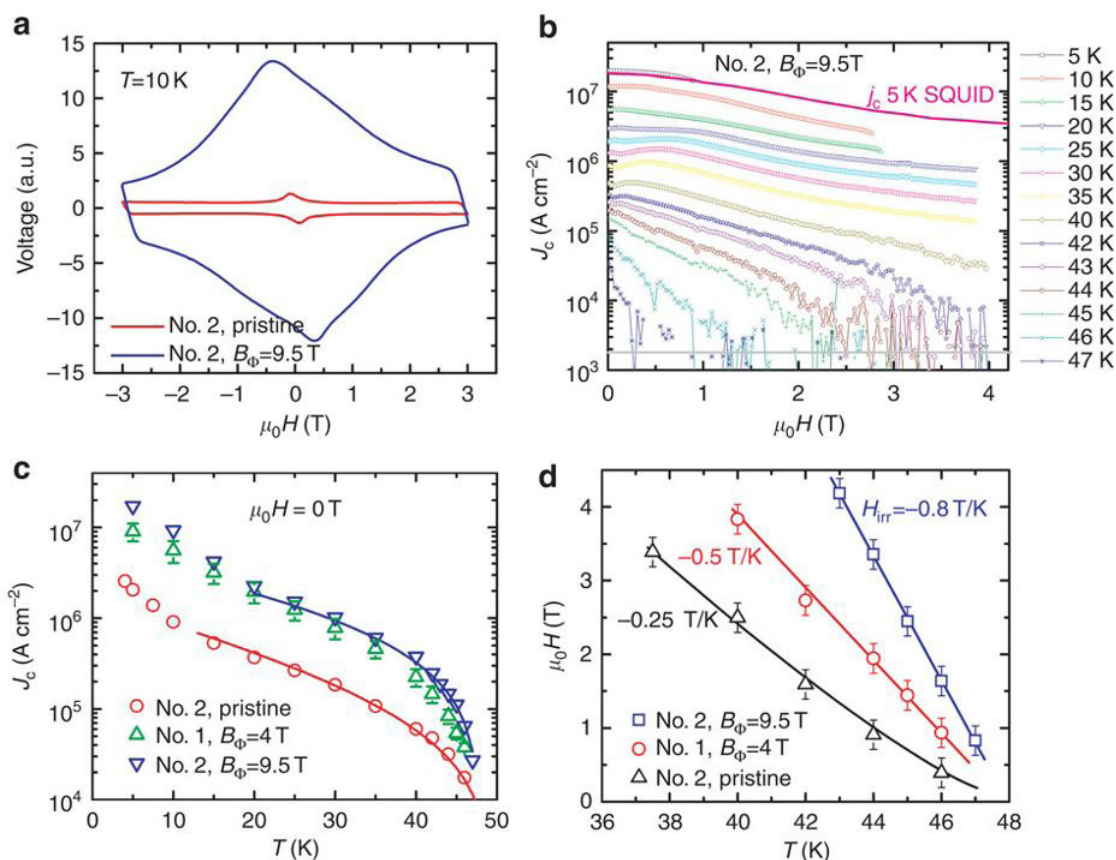 a
15
10
5
0
−5
−10
−15
Voltage (a.u.)
T=10 K
No. 2, pristine
No. 2, BΦ=9.5 T
−3 −2 −1 0 1 2 3
μ0H (T)
b
10⁷
10⁶
10⁵
10⁴
10³
Jc (A cm⁻²)
No. 2, BΦ=9.5T
jc 5 K SQUID
0 1 2 3 4
μ0H (T)
5 K
10 K
15 K
20 K
25 K
30 K
35 K
40 K
42 K
43 K
44 K
45 K
46 K
47 K
c
10⁷
10⁶
10⁵
10⁴
Jc (A cm⁻²)
μ0H = 0 T
No. 2, pristine
No. 1, BΦ=4 T
No. 2, BΦ=9.5 T
0 10 20 30 40 50
T (K)
d
4
3
2
1
0
μ0H (T)
Hirr=−0.8 T/K
−0.5 T/K
−0.25 T/K
No. 2, BΦ=9.5 T
No. 1, BΦ=4 T
No. 2, pristine
36 38 40 42 44 46 48
T (K)